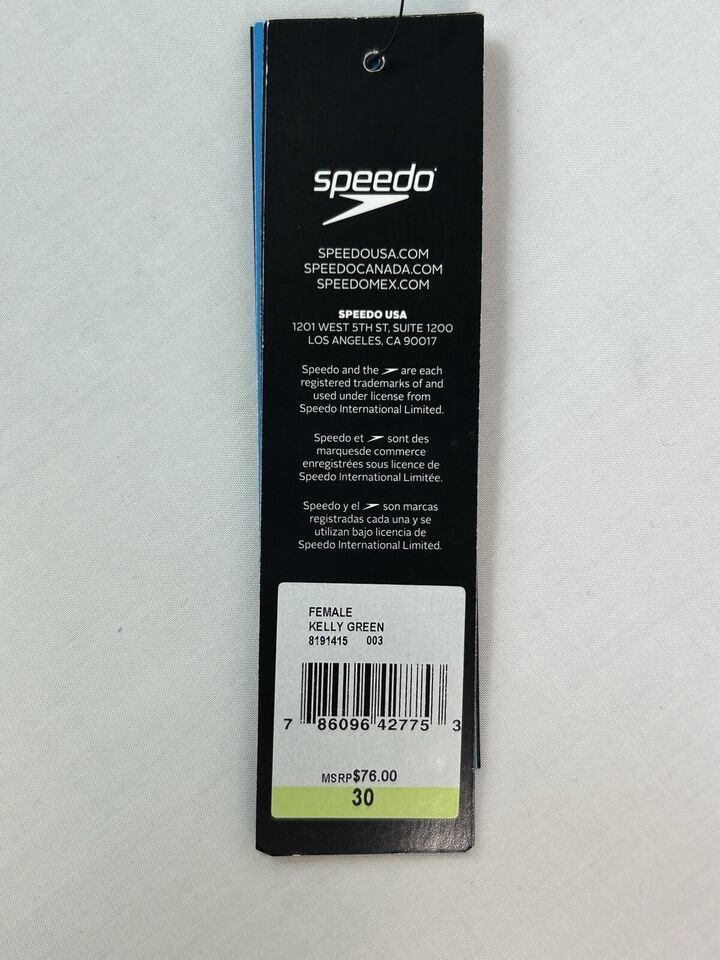 speedo
SPEEDOUSA.COM
SPEEDOCANADA.COM
SPEEDOMEX.COM
SPEEDO USA
1201 WEST 5TH ST, SUITE 1200
LOS ANGELES, CA 90017
Speedo and the are each
registered trademarks of and
used under license from
Speedo International Limited.
Speedo et sont des
marquesde commerce
enregistrées sous licence de
Speedo International Limitée.
Speedo y el son marcas
registradas cada una y se
utilizan bajo licencia de
Speedo International Limited.
FEMALE
KELLY GREEN
8191415 003
7 86096 42775 3
MSRP$76.00
30